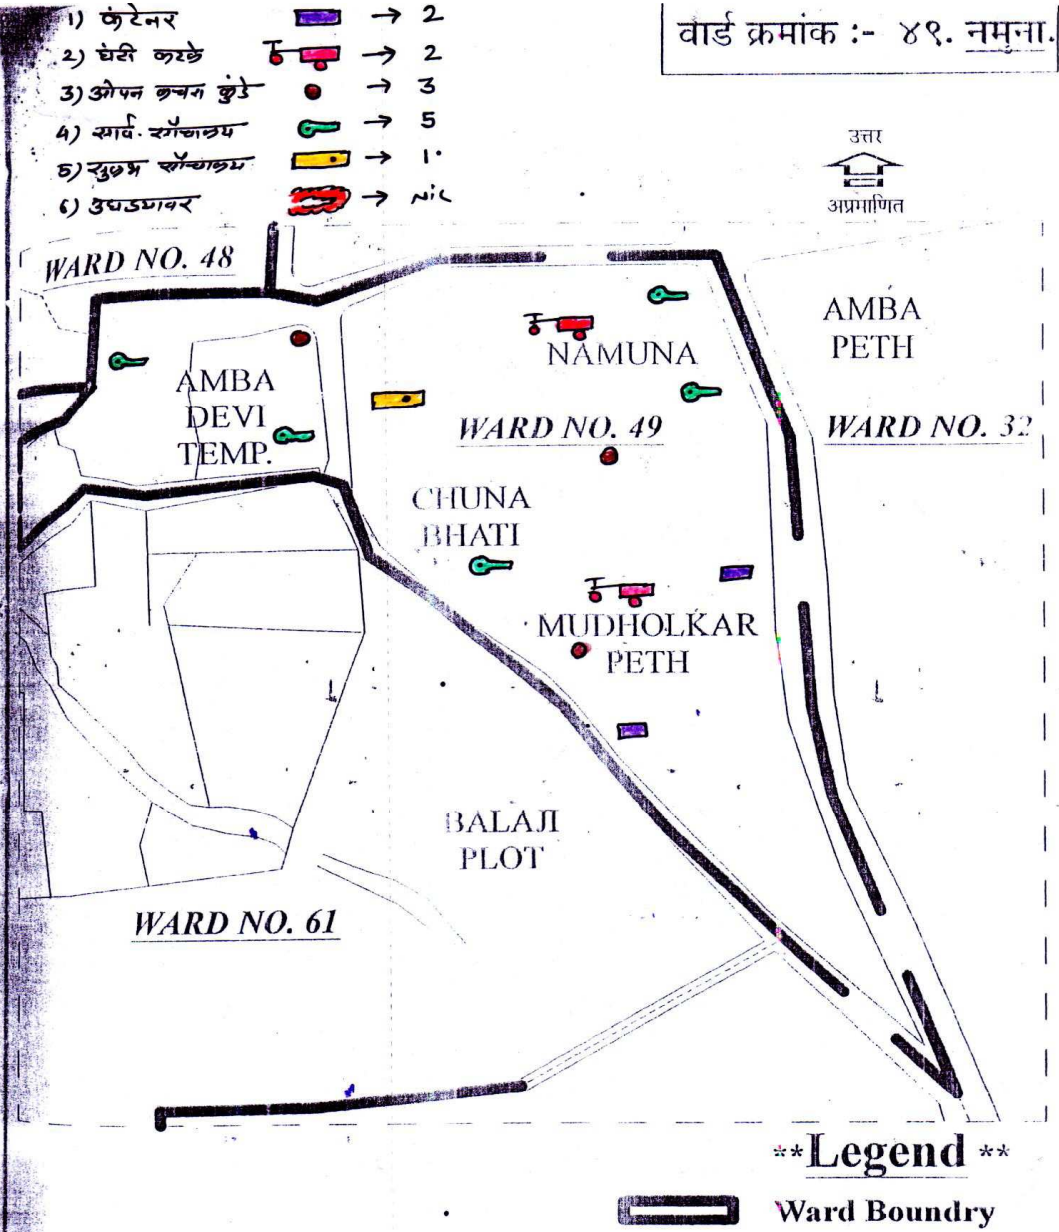 1) कंटेनर → 2
2) घंटी कटके → 2
3) ओपन कचरा कुंडे → 3
4) सार्व. शौचालय → 5
5) सुलभ शौचालय → 1.
6) उघडयावर → NiL
वार्ड क्रमांक :- ४९. नमुना.
उत्तर
अप्रमाणित
WARD NO. 48
AMBA
PETH
NAMUNA
AMBA
DEVI
TEMP.
WARD NO. 49
WARD NO. 32
CHUNA
BHATI
MUDHOLKAR
PETH
BALAJI
PLOT
WARD NO. 61
**Legend **
Ward Boundry